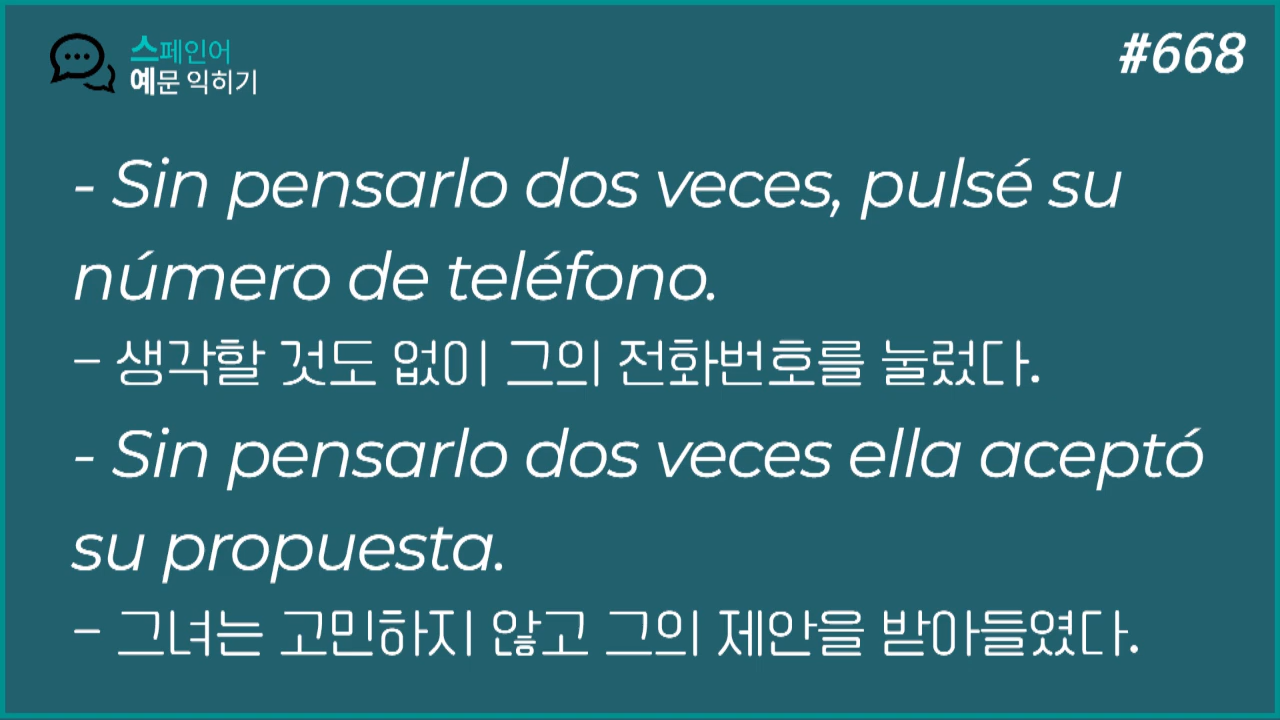 스페인어
예문 익히기
#668
- Sin pensarlo dos veces, pulsé su
número de teléfono.
- 생각할 것도 없이 그의 전화번호를 눌렀다.
- Sin pensarlo dos veces ella aceptó
su propuesta.
- 그녀는 고민하지 않고 그의 제안을 받아들였다.